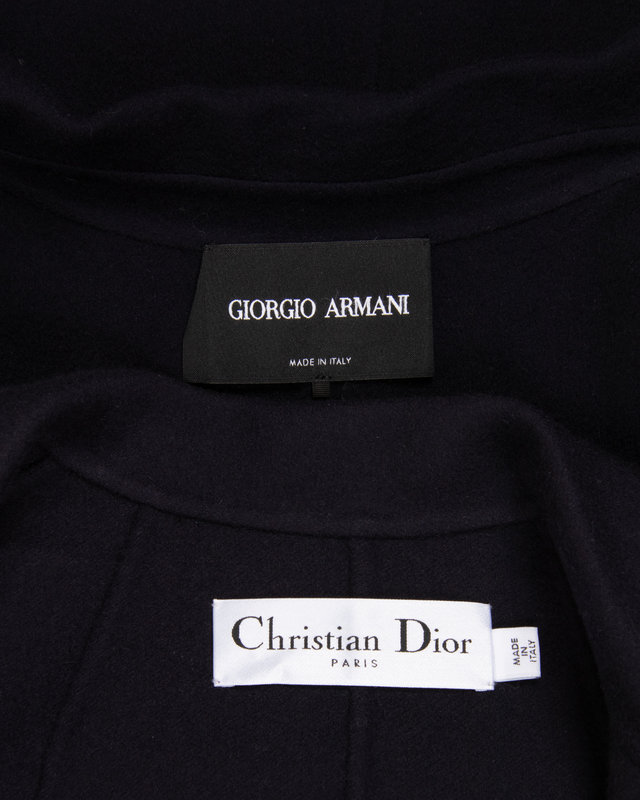 GIORGIO ARMANI
MADE IN ITALY
Christian Dior
PARIS
MADE
IN
ITALY